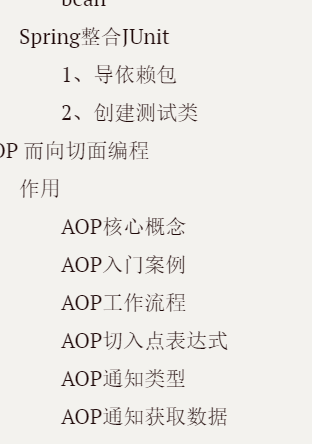 bean
Spring整合JUnit
1、导依赖包
2、创建测试类
OP 而向切面编程
作用
AOP核心概念
AOP入门案例
AOP工作流程
AOP切入点表达式
AOP通知类型
AOP通知获取数据